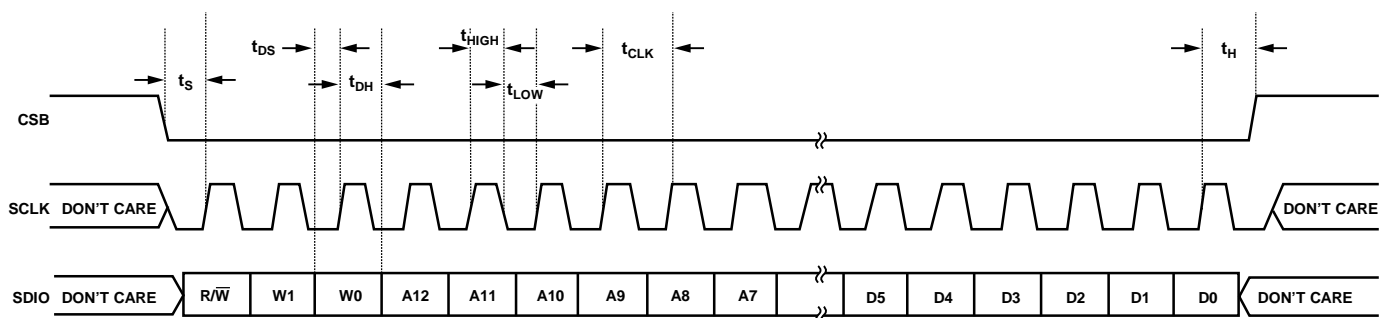 tDS
tHIGH
tCLK
tH
tS
tDH
tLOW
CSB
SCLK DON'T CARE
DON'T CARE
SDIO DON'T CARE R/W̅ W1 W0 A12 A11 A10 A9 A8 A7 D5 D4 D3 D2 D1 D0 DON'T CARE